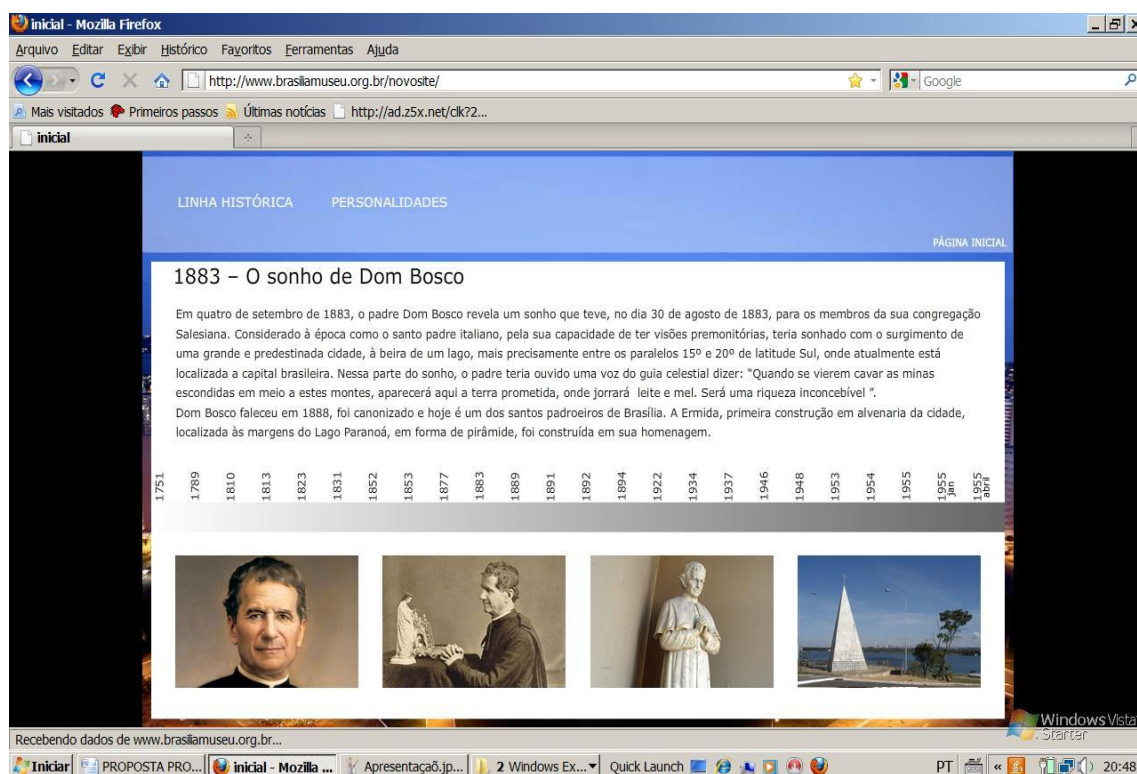 inicial - Mozilla Firefox
Arquivo Editar Exibir Histórico Favoritos Ferramentas Ajuda
http://www.brasiliamuseu.org.br/novosite/
Google
Mais visitados Primeiros passos Últimas notícias http://ad.z5x.net/clk?2...
inicial
LINHA HISTÓRICA PERSONALIDADES
PÁGINA INICIAL
1883 – O sonho de Dom Bosco
Em quatro de setembro de 1883, o padre Dom Bosco revela um sonho que teve, no dia 30 de agosto de 1883, para os membros da sua congregação
Salesiana. Considerado à época como o santo padre italiano, pela sua capacidade de ter visões premonitórias, teria sonhado com o surgimento de
uma grande e predestinada cidade, à beira de um lago, mais precisamente entre os paralelos 15º e 20º de latitude Sul, onde atualmente está
localizada a capital brasileira. Nessa parte do sonho, o padre teria ouvido uma voz do guia celestial dizer: “Quando se vierem cavar as minas
escondidas em meio a estes montes, aparecerá aqui a terra prometida, onde jorrará leite e mel. Será uma riqueza inconcebível ”.
Dom Bosco faleceu em 1888, foi canonizado e hoje é um dos santos padroeiros de Brasília. A Ermida, primeira construção em alvenaria da cidade,
localizada às margens do Lago Paranoá, em forma de pirâmide, foi construída em sua homenagem.
1751 1789 1810 1813 1823 1831 1852 1853 1877 1883 1889 1891 1892 1894 1922 1934 1937 1946 1948 1953 1954 1955 1955 jan 1955 abril
Windows Vista
Starter
Recebendo dados de www.brasiliamuseu.org.br...
Iniciar PROPOSTA PRO... inicial - Mozilla ... Apresentaçaõ.jp... 2 Windows Ex... Quick Launch PT « 20:48